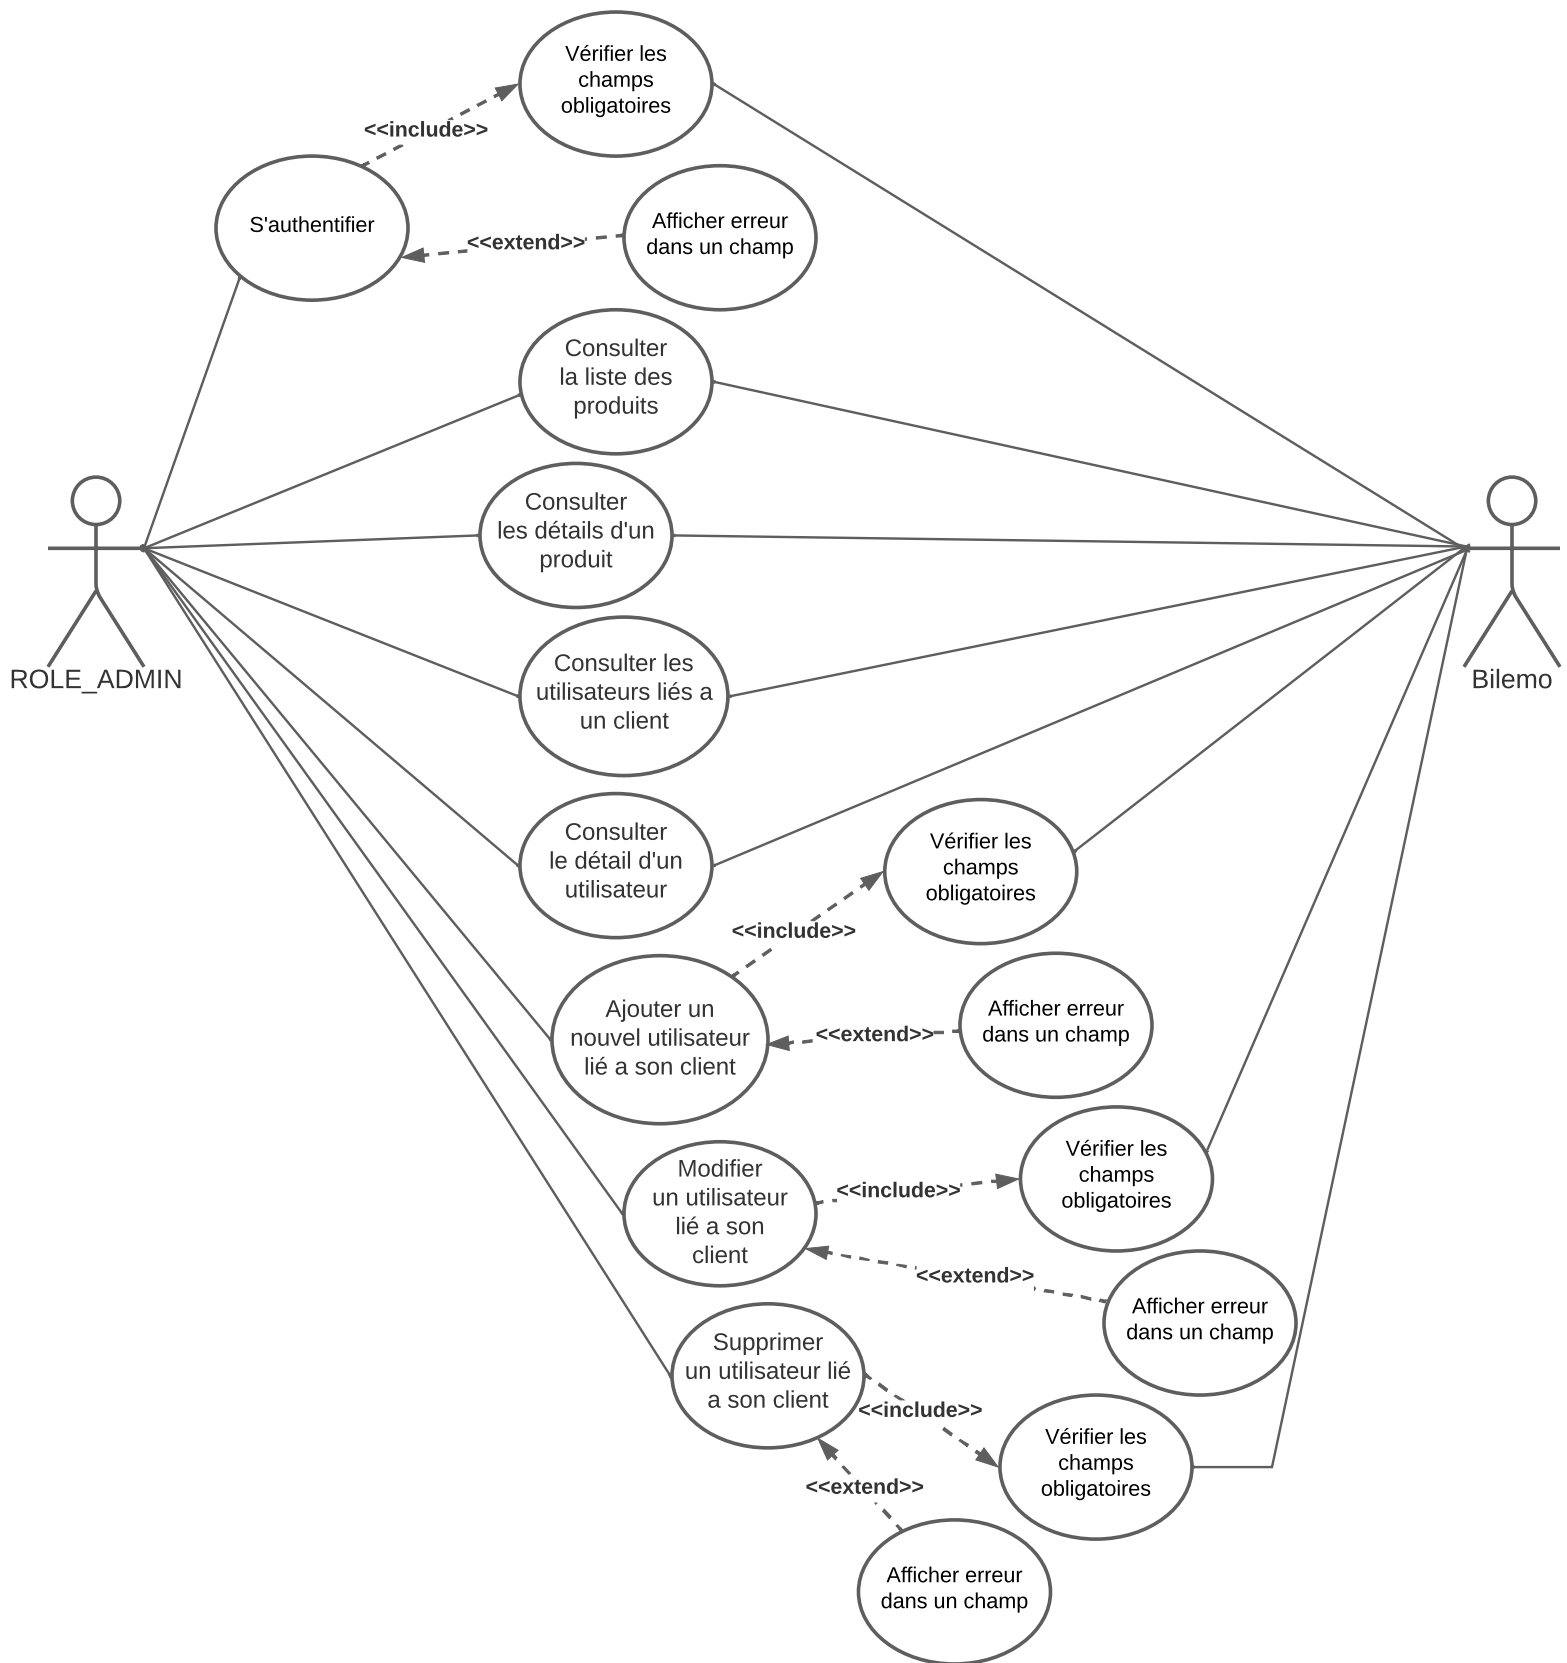 Vérifier les
champs
obligatoires
<<include>>
S'authentifier
Afficher erreur
dans un champ
<<extend>>
Consulter
la liste des
produits
Consulter
les détails d'un
produit
ROLE_ADMIN
Bilemo
Consulter les
utilisateurs liés a
un client
Consulter
le détail d'un
utilisateur
Vérifier les
champs
obligatoires
<<include>>
Ajouter un
nouvel utilisateur
lié a son client
<<extend>>
Afficher erreur
dans un champ
Modifier
un utilisateur
lié a son
client
<<include>>
Vérifier les
champs
obligatoires
<<extend>>
Afficher erreur
dans un champ
Supprimer
un utilisateur lié
a son client
<<include>>
Vérifier les
champs
obligatoires
<<extend>>
Afficher erreur
dans un champ